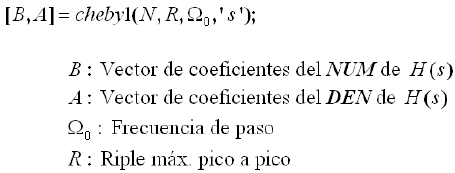 [B,A]=cheby1(N,R,Ω₀,'s');
B : Vector de coeficientes del NUM de H(s)
A : Vector de coeficientes del DEN de H(s)
Ω₀ : Frecuencia de paso
R : Riple máx. pico a pico